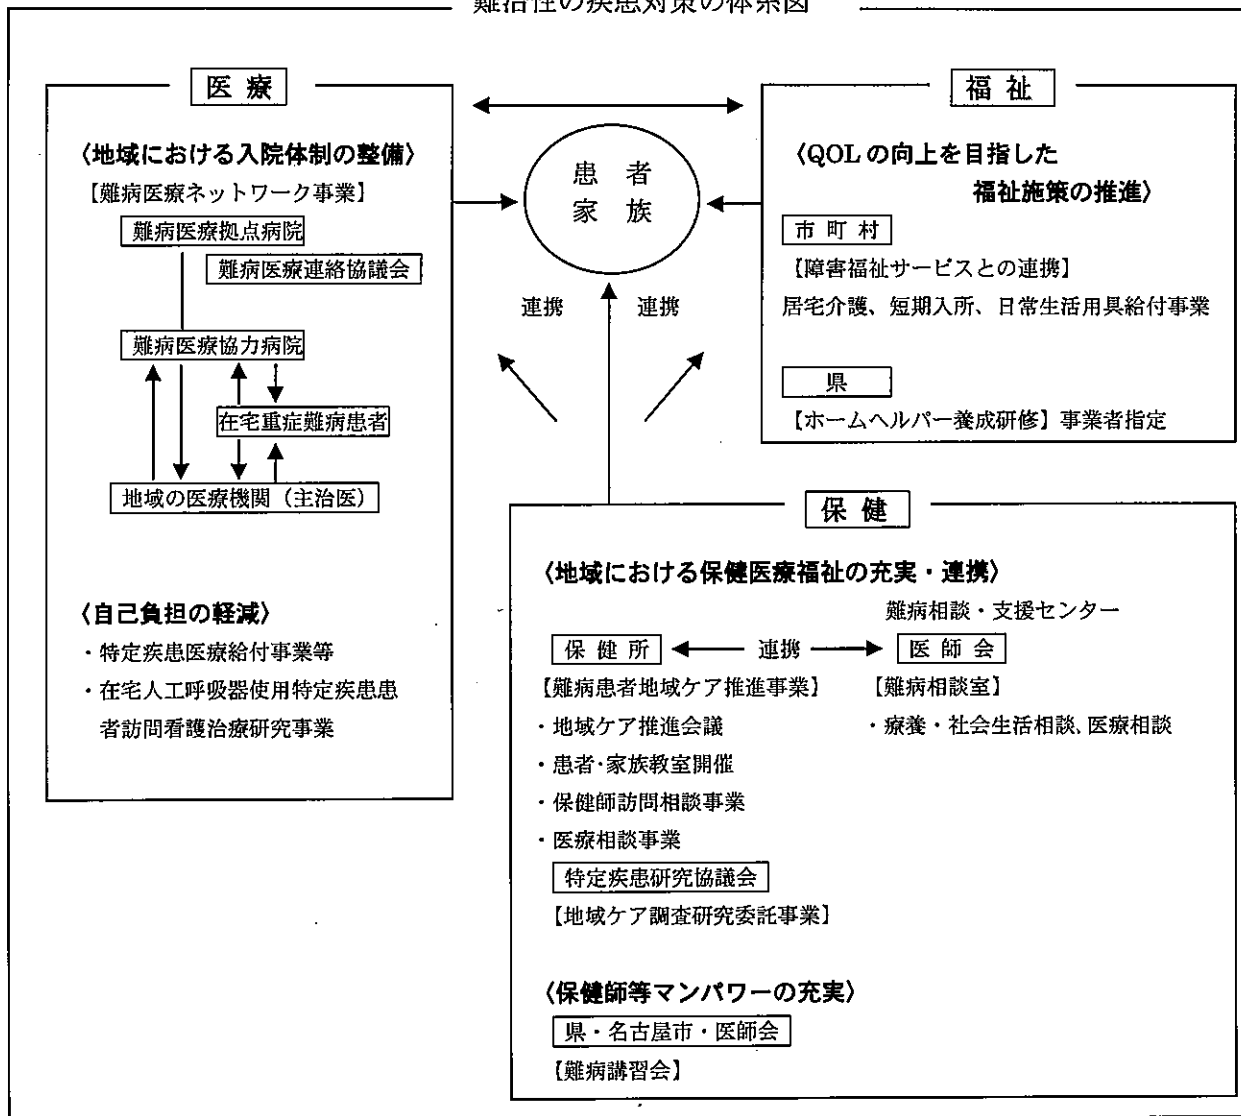 難治性の疾患対策の体系図
医療
〈地域における入院体制の整備〉
【難病医療ネットワーク事業】
難病医療拠点病院
難病医療連絡協議会
難病医療協力病院
在宅重症難病患者
地域の医療機関（主治医）
〈自己負担の軽減〉
・特定疾患医療給付事業等
・在宅人工呼吸器使用特定疾患患
者訪問看護治療研究事業
患者
家族
連携 連携
福祉
〈QOLの向上を目指した
福祉施策の推進〉
市町村
【障害福祉サービスとの連携】
居宅介護、短期入所、日常生活用具給付事業
県
【ホームヘルパー養成研修】事業者指定
保健
〈地域における保健医療福祉の充実・連携〉
難病相談・支援センター
保健所 連携 医師会
【難病患者地域ケア推進事業】 【難病相談室】
・地域ケア推進会議 ・療養・社会生活相談、医療相談
・患者・家族教室開催
・保健師訪問相談事業
・医療相談事業
特定疾患研究協議会
【地域ケア調査研究委託事業】
〈保健師等マンパワーの充実〉
県・名古屋市・医師会
【難病講習会】